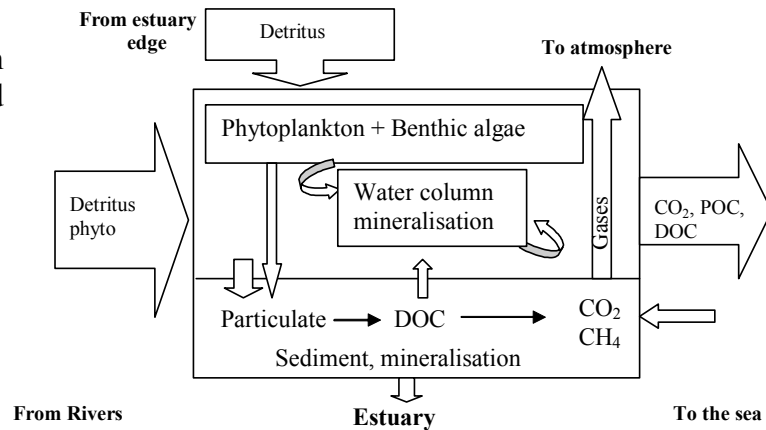 From estuary
edge
Detritus
To atmosphere
Phytoplankton + Benthic algae
Water column
mineralisation
Gases
Detritus
phyto
CO₂, POC,
DOC
Particulate
DOC
CO₂
CH₄
Sediment, mineralisation
From Rivers
Estuary
To the sea